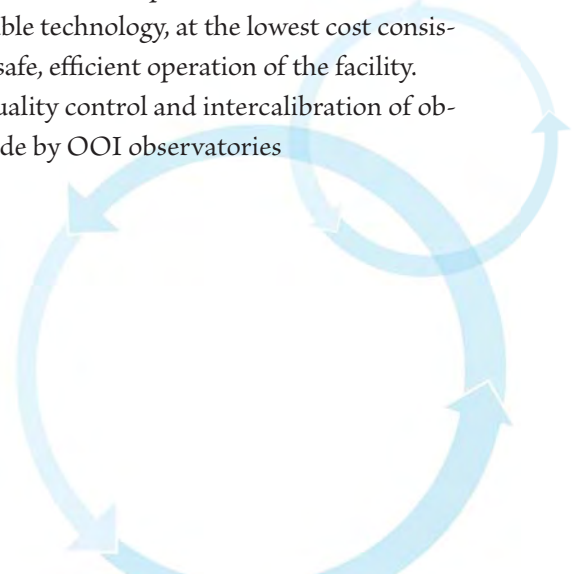 ble technology, at the lowest cost consis-
safe, efficient operation of the facility.
uality control and intercalibration of ob-
de by OOI observatories